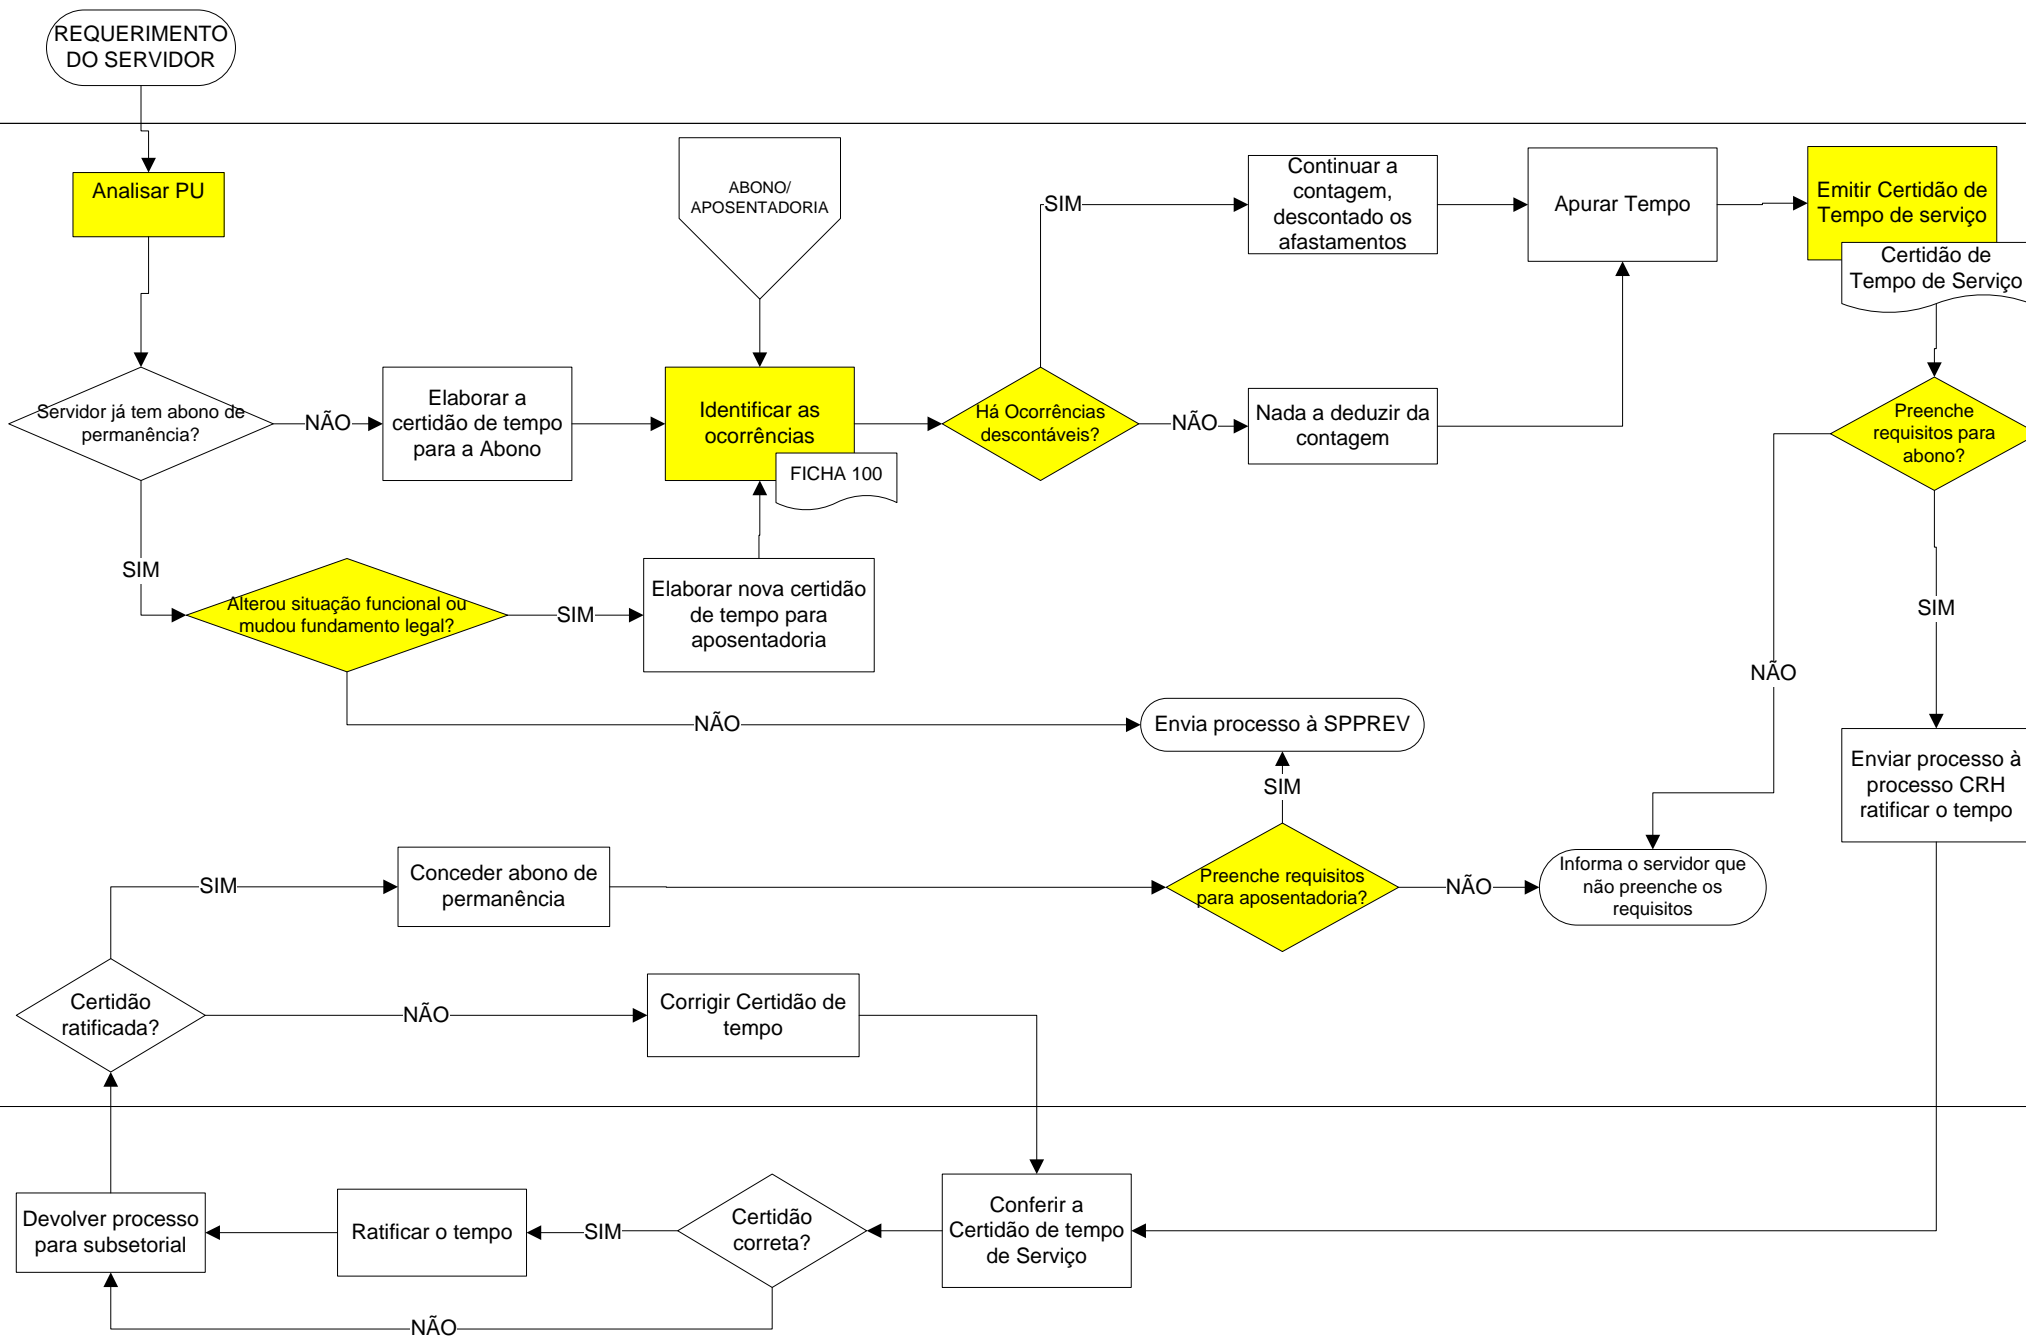 REQUERIMENTO
DO SERVIDOR
Analisar PU
ABONO/
APOSENTADORIA
SIM
Continuar a
contagem,
descontado os
afastamentos
Apurar Tempo
Emitir Certidão de
Tempo de serviço
Certidão de
Tempo de Serviço
Servidor já tem abono de
permanência?
NÃO
Elaborar a
certidão de tempo
para a Abono
Identificar as
ocorrências
FICHA 100
Há Ocorrências
descontáveis?
NÃO
Nada a deduzir da
contagem
Preenche
requisitos para
abono?
SIM
Alterou situação funcional ou
mudou fundamento legal?
SIM
Elaborar nova certidão
de tempo para
aposentadoria
SIM
NÃO
NÃO
Envia processo à SPPREV
SIM
Enviar processo à
processo CRH
ratificar o tempo
SIM
Conceder abono de
permanência
Preenche requisitos
para aposentadoria?
NÃO
Informa o servidor que
não preenche os
requisitos
Certidão
ratificada?
NÃO
Corrigir Certidão de
tempo
Devolver processo
para subsetorial
Ratificar o tempo
SIM
Certidão
correta?
Conferir a
Certidão de tempo
de Serviço
NÃO